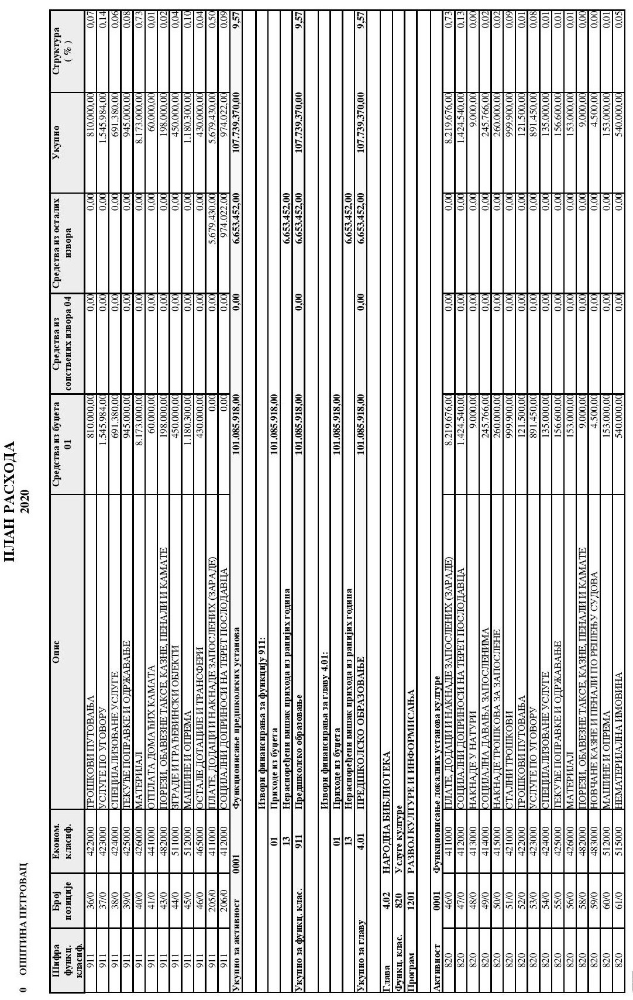 ПЛАН РАСХОДА
2020
0 ОПШТИНА ПЕТРОВАЦ
Шифра функц. класиф. Број позиције Економ. класиф. Опис Средства из буџета 01 Средства из сопствених извора 04 Средства из осталих извора Укупно Структура ( % )
911 36/0 422000 ТРОШКОВИ ПУТОВАЊА 810.000,00 0,00 0,00 810.000,00 0,07
911 37/0 423000 УСЛУГЕ ПО УГОВОРУ 1.545.984,00 0,00 0,00 1.545.984,00 0,14
911 38/0 424000 СПЕЦИЈАЛИЗОВАНЕ УСЛУГЕ 691.380,00 0,00 0,00 691.380,00 0,06
911 39/0 425000 ТЕКУЋЕ ПОПРАВКЕ И ОДРЖАВАЊЕ 945.000,00 0,00 0,00 945.000,00 0,08
911 40/0 426000 МАТЕРИЈАЛ 8.173.000,00 0,00 0,00 8.173.000,00 0,73
911 41/0 441000 ОТПЛАТА ДОМАЋИХ КАМАТА 60.000,00 0,00 0,00 60.000,00 0,01
911 43/0 482000 ПОРЕЗИ, ОБАВЕЗНЕ ТАКСЕ, КАЗНЕ, ПЕНАЛИ И КАМАТЕ 198.000,00 0,00 0,00 198.000,00 0,02
911 44/0 511000 ЗГРАДЕ И ГРАЂЕВИНСКИ ОБЈЕКТИ 450.000,00 0,00 0,00 450.000,00 0,04
911 45/0 512000 МАШИНЕ И ОПРЕМА 1.180.300,00 0,00 0,00 1.180.300,00 0,10
911 46/0 465000 ОСТАЛЕ ДОТАЦИЈЕ И ТРАНСФЕРИ 430.000,00 0,00 0,00 430.000,00 0,04
911 205/0 411000 ПЛАТЕ, ДОДАЦИ И НАКНАДЕ ЗАПОСЛЕНИХ (ЗАРАДЕ) 0,00 0,00 5.679.430,00 5.679.430,00 0,50
911 206/0 412000 СОЦИЈАЛНИ ДОПРИНОСИ НА ТЕРЕТ ПОСЛОДАВЦА 0,00 0,00 974.022,00 974.022,00 0,09
Укупно за активност 0001 Функционисање предшколских установа 101.085.918,00 0,00 6.653.452,00 107.739.370,00 9,57
Извори финансирања за функцију 911:
01 Приходе из буџета 101.085.918,00
13 Нераспоређени вишак прихода из ранијих година 6.653.452,00
Укупно за функц. клас. 911 Предшколско образовање 101.085.918,00 0,00 6.653.452,00 107.739.370,00 9,57
Извори финансирања за главу 4.01:
01 Приходе из буџета 101.085.918,00
13 Нераспоређени вишак прихода из ранијих година 6.653.452,00
Укупно за главу 4.01 ПРЕДШКОЛСКО ОБРАЗОВАЊЕ 101.085.918,00 0,00 6.653.452,00 107.739.370,00 9,57
Глава 4.02 НАРОДНА БИБЛИОТЕКА
Функц. клас. 820 Услуге културе
Програм 1201 РАЗВОЈ КУЛТУРЕ И ИНФОРМИСАЊА
Активност 0001 Функционисање локалних установа културе
820 46/0 411000 ПЛАТЕ, ДОДАЦИ И НАКНАДЕ ЗАПОСЛЕНИХ (ЗАРАДЕ) 8.219.676,00 0,00 0,00 8.219.676,00 0,73
820 47/0 412000 СОЦИЈАЛНИ ДОПРИНОСИ НА ТЕРЕТ ПОСЛОДАВЦА 1.424.540,00 0,00 0,00 1.424.540,00 0,13
820 48/0 413000 НАКНАДЕ У НАТУРИ 9.000,00 0,00 0,00 9.000,00 0,00
820 49/0 414000 СОЦИЈАЛНА ДАВАЊА ЗАПОСЛЕНИМА 245.766,00 0,00 0,00 245.766,00 0,02
820 50/0 415000 НАКНАДЕ ТРОШКОВА ЗА ЗАПОСЛЕНЕ 260.000,00 0,00 0,00 260.000,00 0,02
820 51/0 421000 СТАЛНИ ТРОШКОВИ 999.900,00 0,00 0,00 999.900,00 0,09
820 52/0 422000 ТРОШКОВИ ПУТОВАЊА 121.500,00 0,00 0,00 121.500,00 0,01
820 53/0 423000 УСЛУГЕ ПО УГОВОРУ 891.450,00 0,00 0,00 891.450,00 0,08
820 54/0 424000 СПЕЦИЈАЛИЗОВАНЕ УСЛУГЕ 135.000,00 0,00 0,00 135.000,00 0,01
820 55/0 425000 ТЕКУЋЕ ПОПРАВКЕ И ОДРЖАВАЊЕ 156.600,00 0,00 0,00 156.600,00 0,01
820 56/0 426000 МАТЕРИЈАЛ 153.000,00 0,00 0,00 153.000,00 0,01
820 58/0 482000 ПОРЕЗИ, ОБАВЕЗНЕ ТАКСЕ, КАЗНЕ, ПЕНАЛИ И КАМАТЕ 9.000,00 0,00 0,00 9.000,00 0,00
820 59/0 483000 НОВЧАНЕ КАЗНЕ И ПЕНАЛИ ПО РЕШЕЊУ СУДОВА 4.500,00 0,00 0,00 4.500,00 0,00
820 60/0 512000 МАШИНЕ И ОПРЕМА 153.000,00 0,00 0,00 153.000,00 0,01
820 61/0 515000 НЕМАТЕРИЈАЛНА ИМОВИНА 540.000,00 0,00 0,00 540.000,00 0,05